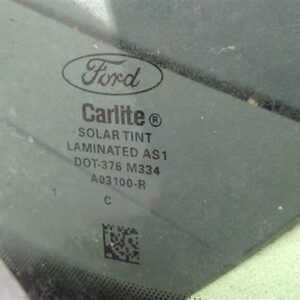 Ford
Carlite®
SOLAR TINT
LAMINATED AS1
DOT-376 M334
A03100-R
C